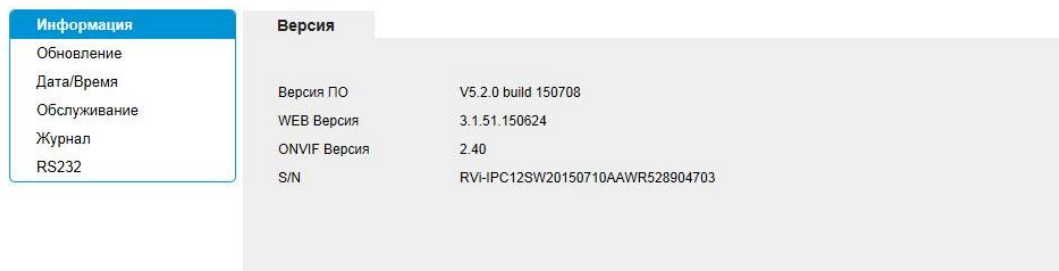 Информация
Обновление
Дата/Время
Обслуживание
Журнал
RS232
Версия
Версия ПО V5.2.0 build 150708
WEB Версия 3.1.51.150624
ONVIF Версия 2.40
S/N RVi-IPC12SW20150710AAWR528904703